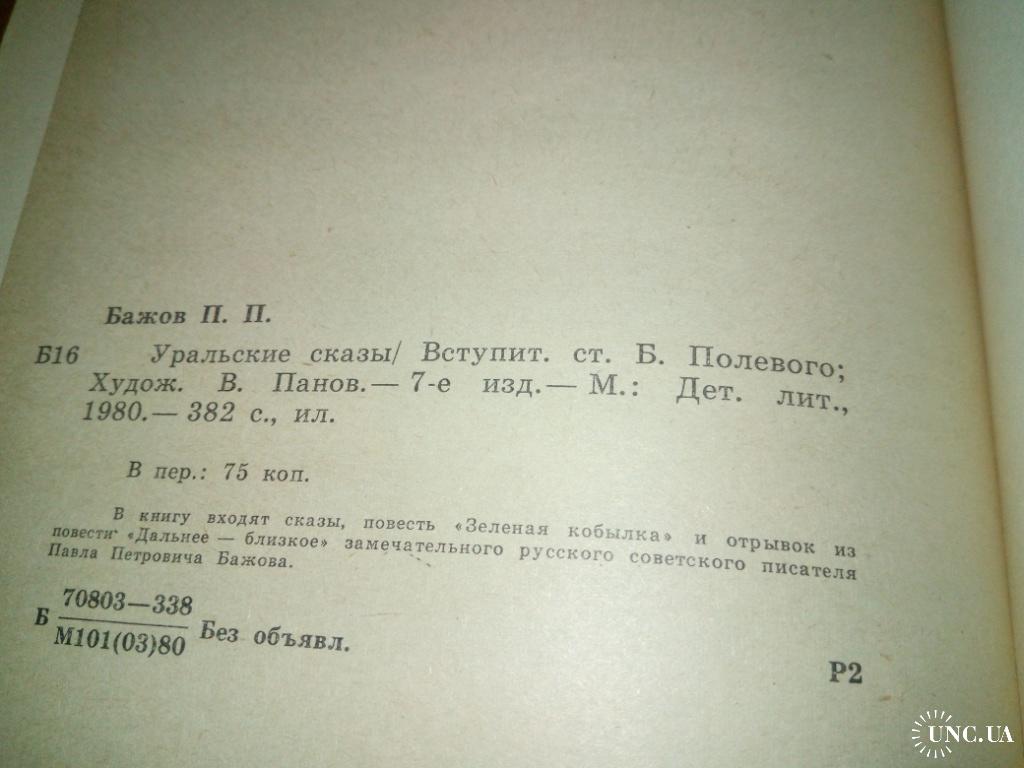 Бажов П. П.
Б16 Уральские сказы/ Вступит. ст. Б. Полевого;
Худож. В. Панов.— 7-е изд.— М.: Дет. лит.,
1980.— 382 с., ил.
В пер.: 75 коп.
В книгу входят сказы, повесть «Зеленая кобылка» и отрывок из
повести «Дальнее — близкое» замечательного русского советского писателя
Павла Петровича Бажова.
70803—338
Б Без объявл.
М101(03)80
Р2
UNC.UA